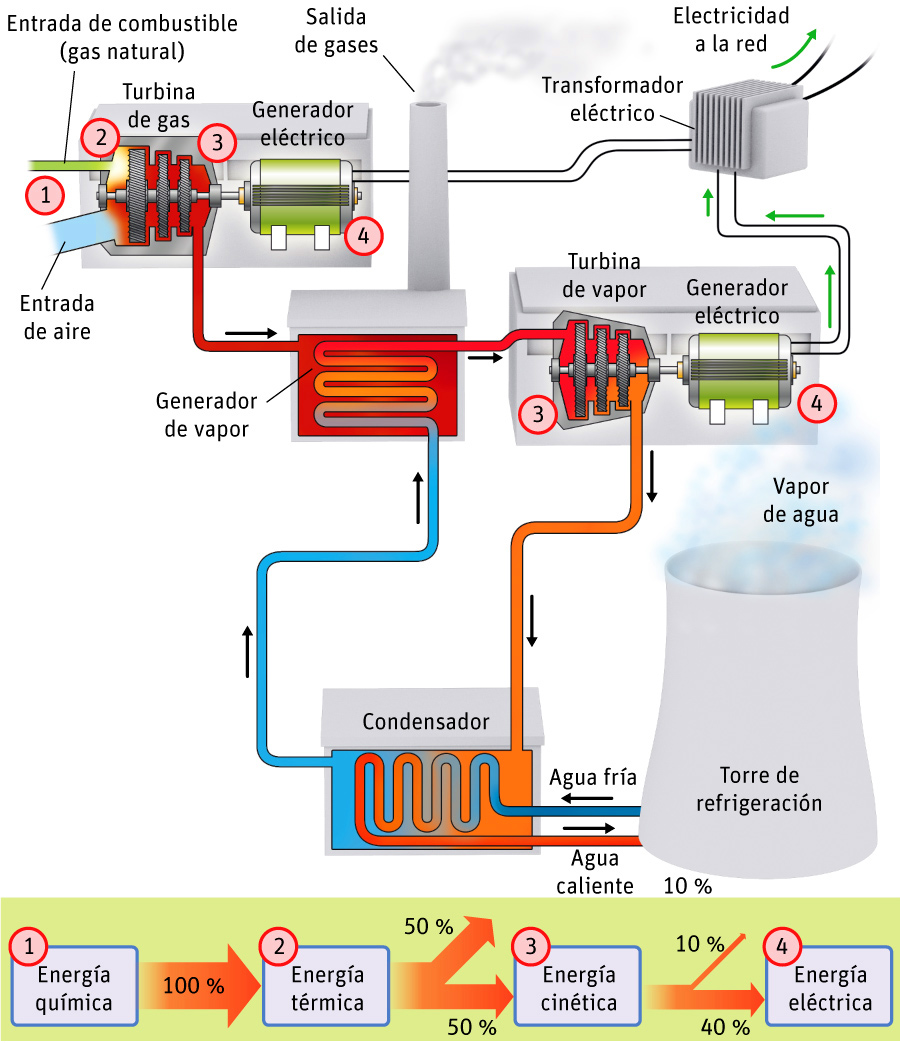 Entrada de combustible
(gas natural)
Salida
de gases
Electricidad
a la red
Turbina
de gas
Generador
eléctrico
Transformador
eléctrico
2
3
1
4
Entrada
de aire
Turbina
de vapor
Generador
eléctrico
Generador
de vapor
3
4
Vapor
de agua
Condensador
Agua fría
Torre de
refrigeración
Agua
caliente
10 %
1
Energía
química
100 %
2
Energía
térmica
50 %
50 %
3
Energía
cinética
10 %
40 %
4
Energía
eléctrica